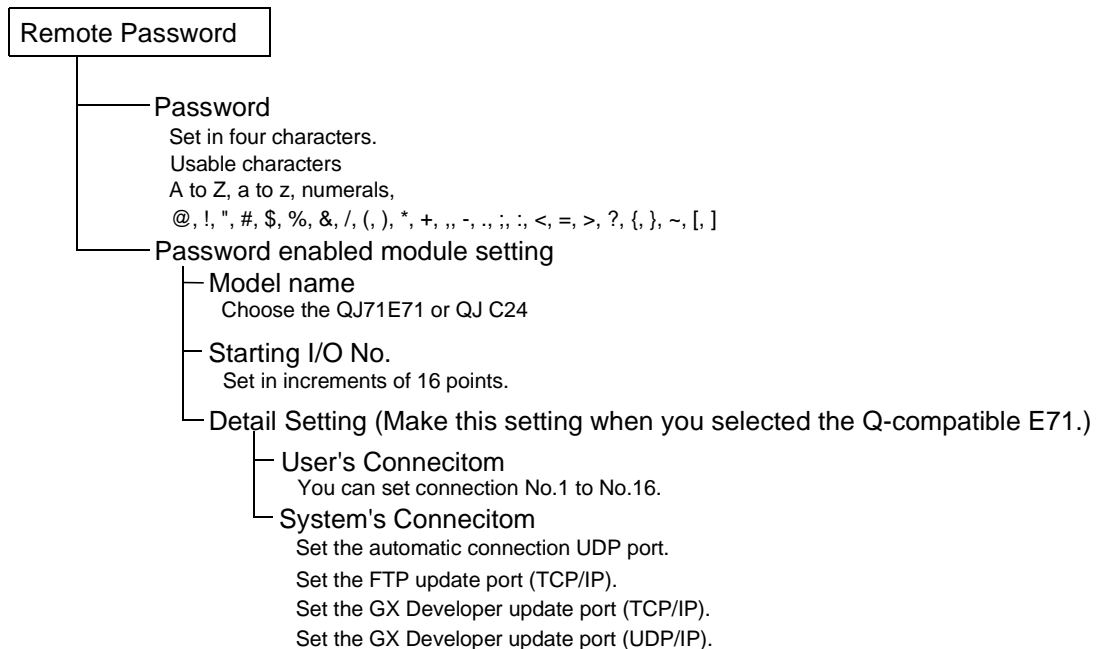 Remote Password
Password
Set in four characters.
Usable characters
A to Z, a to z, numerals,
@, !, ", #, $, %, &, /, (, ), *, +, ,, -, ., ;, :, <, =, >, ?, {, }, ~, [, ]
Password enabled module setting
Model name
Choose the QJ71E71 or QJ C24
Starting I/O No.
Set in increments of 16 points.
Detail Setting (Make this setting when you selected the Q-compatible E71.)
User's Connecitom
You can set connection No.1 to No.16.
System's Connecitom
Set the automatic connection UDP port.
Set the FTP update port (TCP/IP).
Set the GX Developer update port (TCP/IP).
Set the GX Developer update port (UDP/IP).